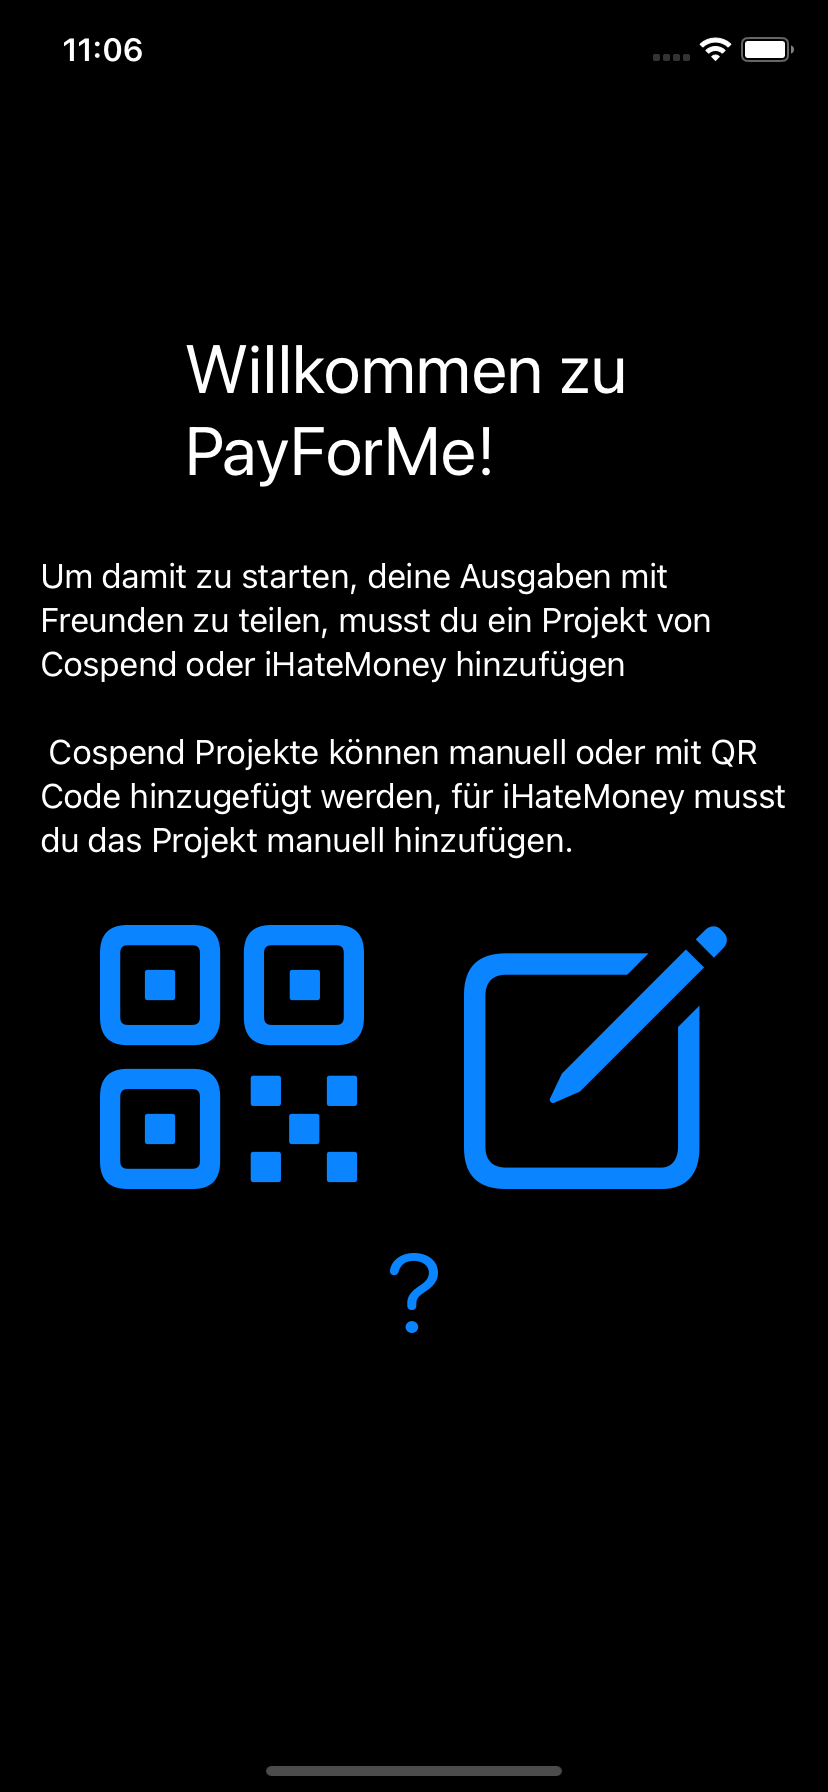 11:06
Willkommen zu
PayForMe!
Um damit zu starten, deine Ausgaben mit
Freunden zu teilen, musst du ein Projekt von
Cospend oder iHateMoney hinzufügen
Cospend Projekte können manuell oder mit QR
Code hinzugefügt werden, für iHateMoney musst
du das Projekt manuell hinzufügen.
?